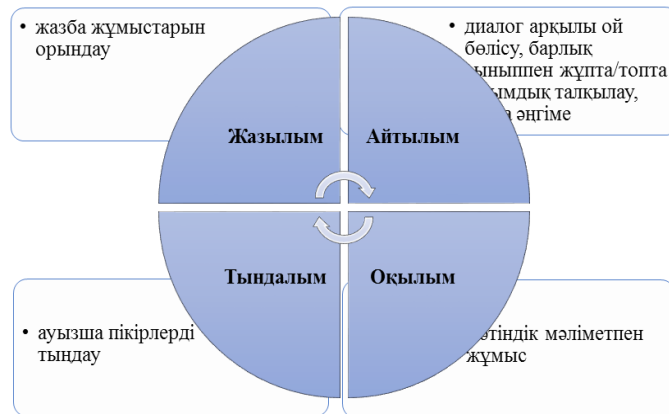 жазба жұмыстарын
орындау
диалог арқылы ой
бөлісу, барлық
жұпта/топта
талқылау,
әңгіме
Жазылым
Айтылым
Тындалым
Оқылым
ауызша пікірлерді
тыңдау
мәліметпен
жұмыс